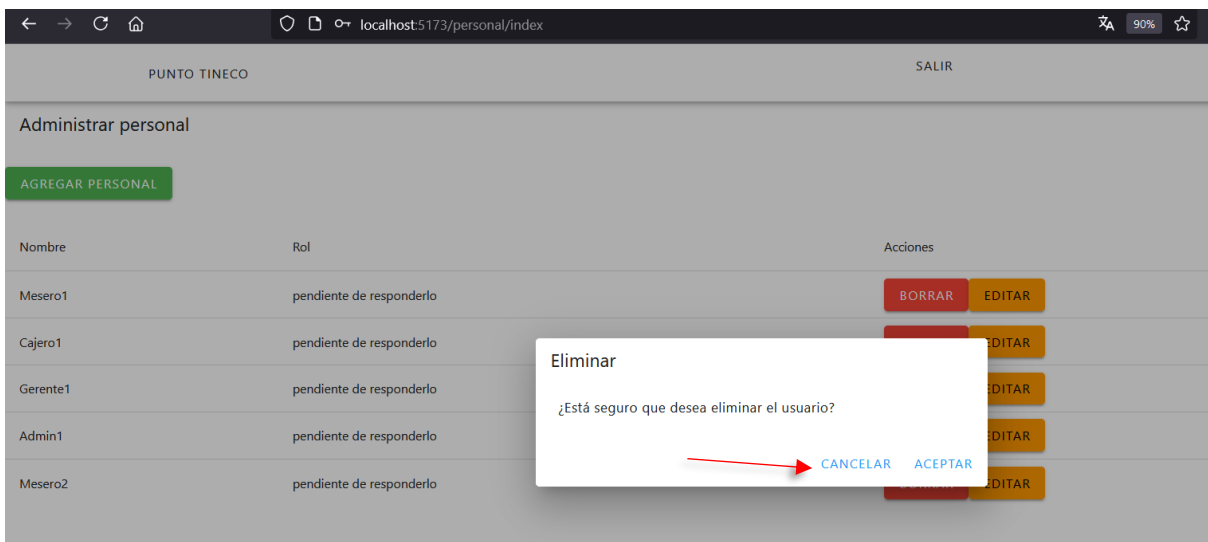 localhost:5173/personal/index 90%
PUNTO TINECO SALIR
Administrar personal
AGREGAR PERSONAL
Nombre Rol Acciones
Mesero1 pendiente de responderlo BORRAR EDITAR
Cajero1 pendiente de responderlo EDITAR
Gerente1 pendiente de responderlo EDITAR
Admin1 pendiente de responderlo EDITAR
Mesero2 pendiente de responderlo EDITAR
Eliminar
¿Está seguro que desea eliminar el usuario?
CANCELAR ACEPTAR